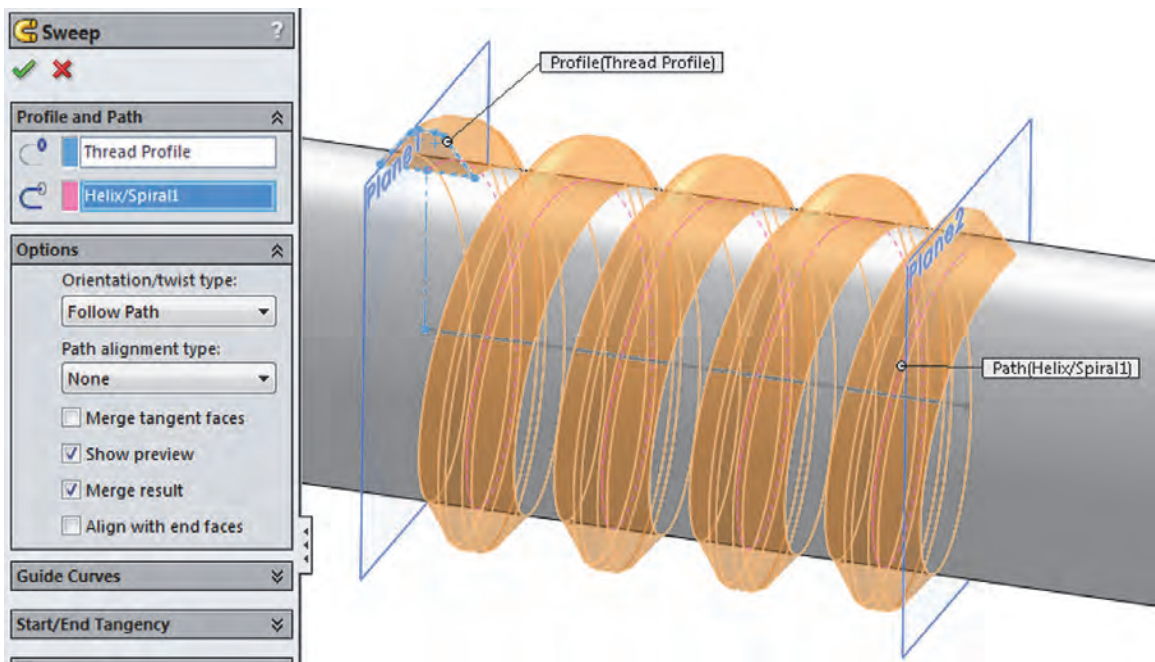 Sweep ?
Profile and Path
Thread Profile
Helix/Spiral1
Options
Orientation/twist type:
Follow Path
Path alignment type:
None
Merge tangent faces
Show preview
Merge result
Align with end faces
Guide Curves
Start/End Tangency
Profile(Thread Profile)
Plane1
Plane2
Path(Helix/Spiral1)